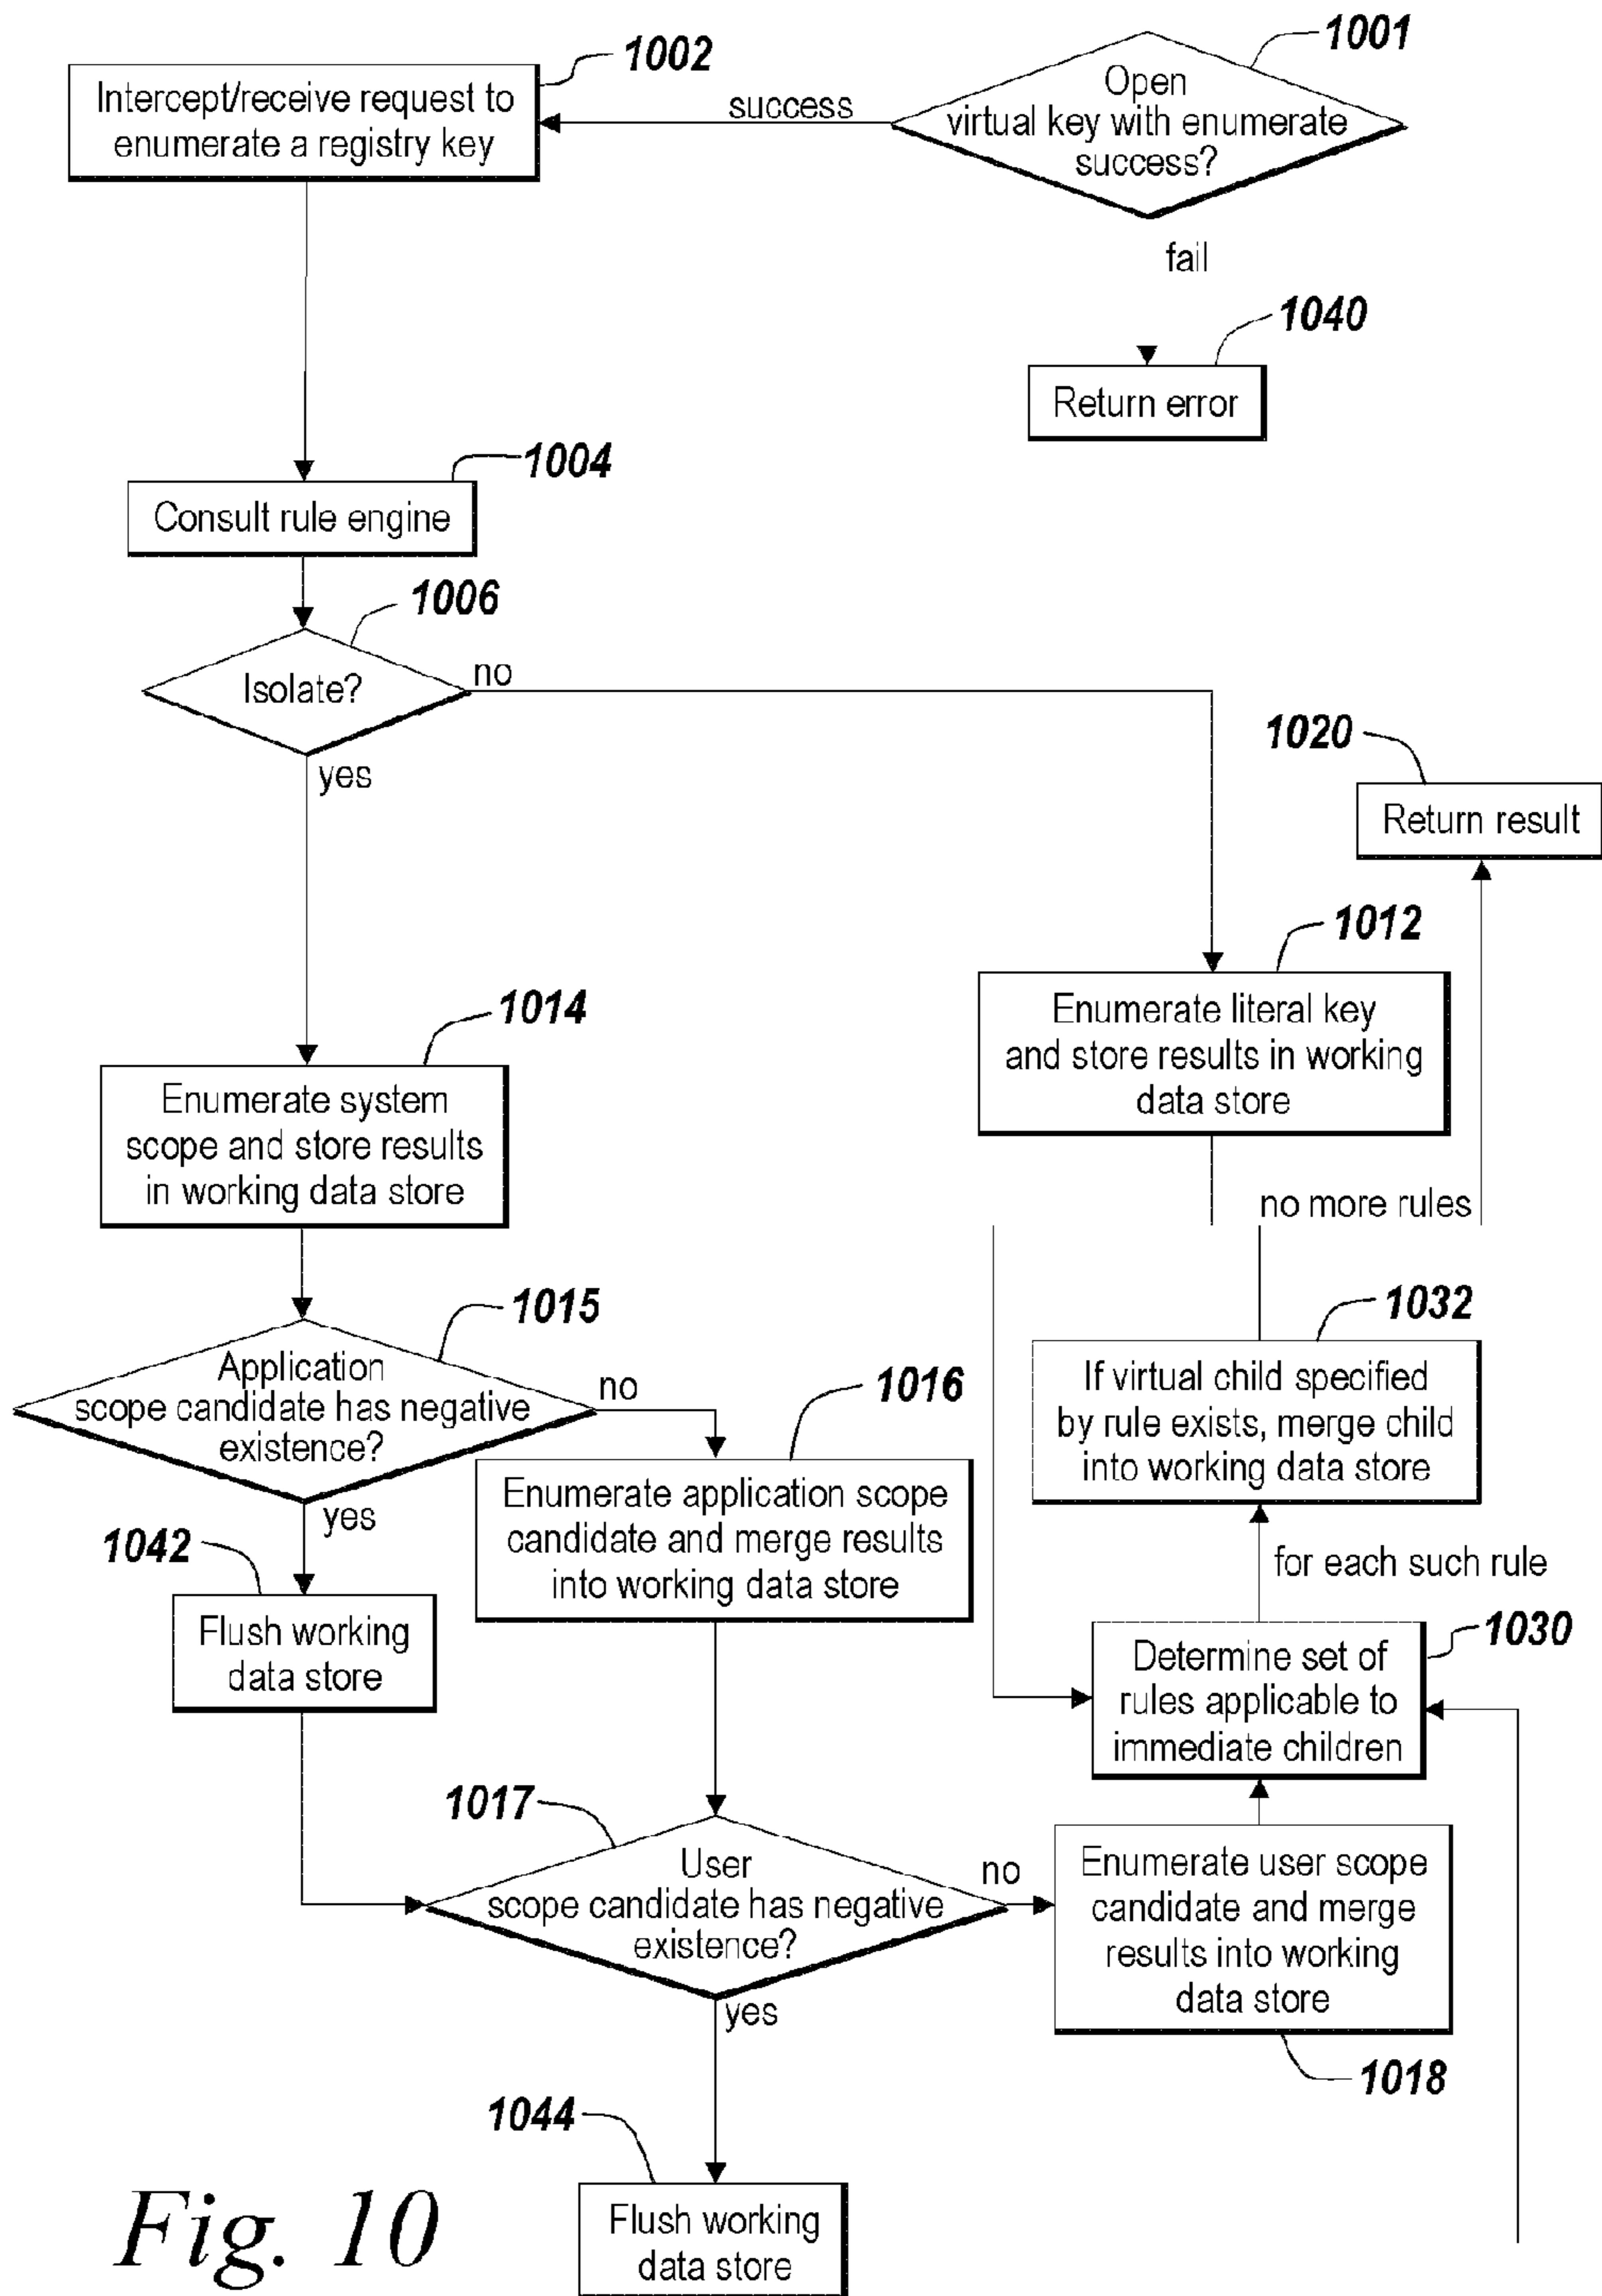 1001
Open
virtual key with enumerate
success?
success
fail
1002
Intercept/receive request to
enumerate a registry key
1040
Return error
1004
Consult rule engine
1006
Isolate?
no
yes
1020
Return result
1012
Enumerate literal key
and store results in working
data store
1014
Enumerate system
scope and store results
in working data store
no more rules
1015
Application
scope candidate has negative
existence?
no
yes
1016
Enumerate application scope
candidate and merge results
into working data store
1032
If virtual child specified
by rule exists, merge child
into working data store
for each such rule
1042
Flush working
data store
1030
Determine set of
rules applicable to
immediate children
1017
User
scope candidate has negative
existence?
no
yes
Enumerate user scope
candidate and merge
results into working
data store
1018
1044
Flush working
data store
Fig. 10